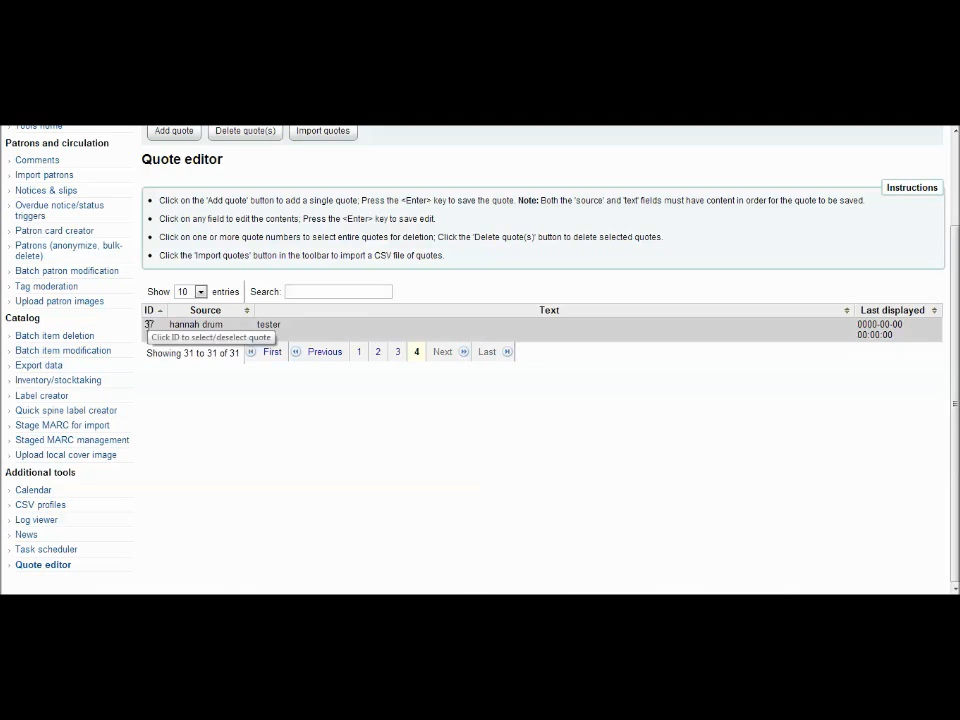 Tools home
Patrons and circulation
Comments
Import patrons
Notices & slips
Overdue notice/status
triggers
Patron card creator
Patrons (anonymize, bulk-
delete)
Batch patron modification
Tag moderation
Upload patron images
Catalog
Batch item deletion
Batch item modification
Export data
Inventory/stocktaking
Label creator
Quick spine label creator
Stage MARC for import
Staged MARC management
Upload local cover image
Additional tools
Calendar
CSV profiles
Log viewer
News
Task scheduler
Quote editor
Add quote Delete quote(s) Import quotes
Quote editor
Instructions
Click on the 'Add quote' button to add a single quote; Press the <Enter> key to save the quote. Note: Both the 'source' and 'text' fields must have content in order for the quote to be saved.
Click on any field to edit the contents; Press the <Enter> key to save edit.
Click on one or more quote numbers to select entire quotes for deletion; Click the 'Delete quote(s)' button to delete selected quotes.
Click the 'Import quotes' button in the toolbar to import a CSV file of quotes.
Show 10 entries Search:
ID Source Text Last displayed
37 hannah drum tester 0000-00-00
00:00:00
Click ID to select/deselect quote
Showing 31 to 31 of 31 First Previous 1 2 3 4 Next Last